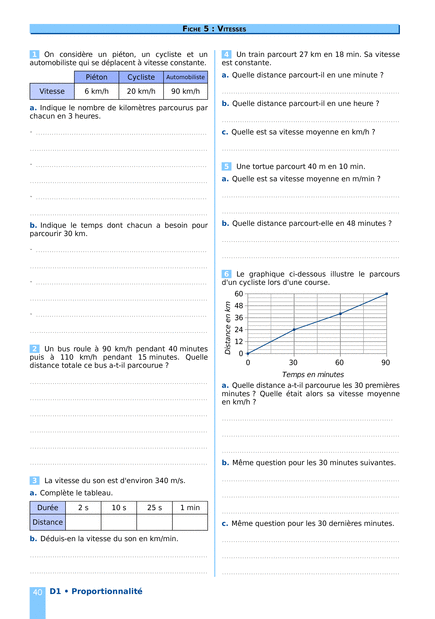 FICHE 5 : VITESSES
1 On considère un piéton, un cycliste et un
automobiliste qui se déplacent à vitesse constante.
Piéton Cycliste Automobiliste
Vitesse 6 km/h 20 km/h 90 km/h
a. Indique le nombre de kilomètres parcourus par
chacun en 3 heures.
-
-
-
b. Indique le temps dont chacun a besoin pour
parcourir 30 km.
-
-
-
2 Un bus roule à 90 km/h pendant 40 minutes
puis à 110 km/h pendant 15 minutes. Quelle
distance totale ce bus a-t-il parcourue ?
3 La vitesse du son est d'environ 340 m/s.
a. Complète le tableau.
Durée 2 s 10 s 25 s 1 min
Distance
b. Déduis-en la vitesse du son en km/min.
4 Un train parcourt 27 km en 18 min. Sa vitesse
est constante.
a. Quelle distance parcourt-il en une minute ?
b. Quelle distance parcourt-il en une heure ?
c. Quelle est sa vitesse moyenne en km/h ?
5 Une tortue parcourt 40 m en 10 min.
a. Quelle est sa vitesse moyenne en m/min ?
b. Quelle distance parcourt-elle en 48 minutes ?
6 Le graphique ci-dessous illustre le parcours
d'un cycliste lors d'une course.
Distance en km
60
48
36
24
12
0
0 30 60 90
Temps en minutes
a. Quelle distance a-t-il parcourue les 30 premières
minutes ? Quelle était alors sa vitesse moyenne
en km/h ?
b. Même question pour les 30 minutes suivantes.
c. Même question pour les 30 dernières minutes.
40 D1 • Proportionnalité